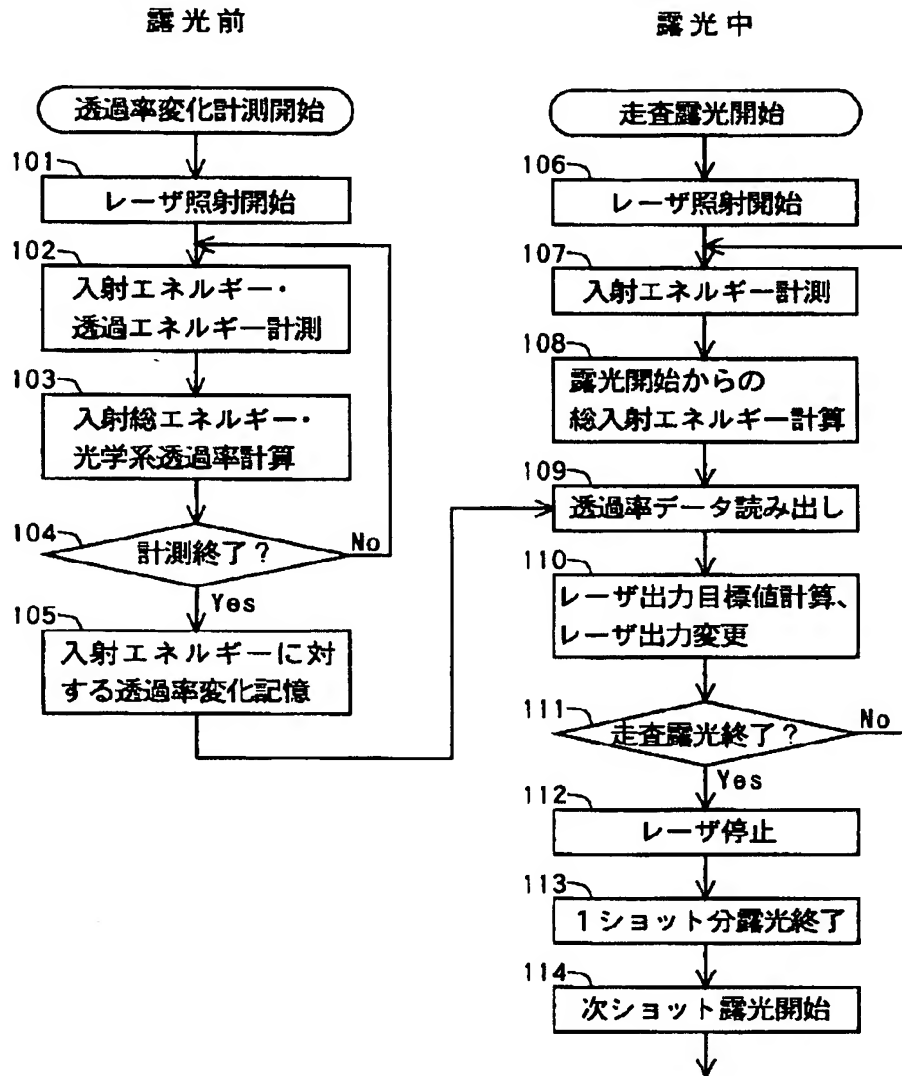 露光前
透過率変化計測開始
101
レーザ照射開始
102
入射エネルギー・
透過エネルギー計測
103
入射総エネルギー・
光学系透過率計算
104
計測終了?
No
Yes
105
入射エネルギーに対
する透過率変化記憶
露光中
走査露光開始
106
レーザ照射開始
107
入射エネルギー計測
108
露光開始からの
総入射エネルギー計算
109
透過率データ読み出し
110
レーザ出力目標値計算、
レーザ出力変更
111
走査露光終了?
No
Yes
112
レーザ停止
113
1ショット分露光終了
114
次ショット露光開始